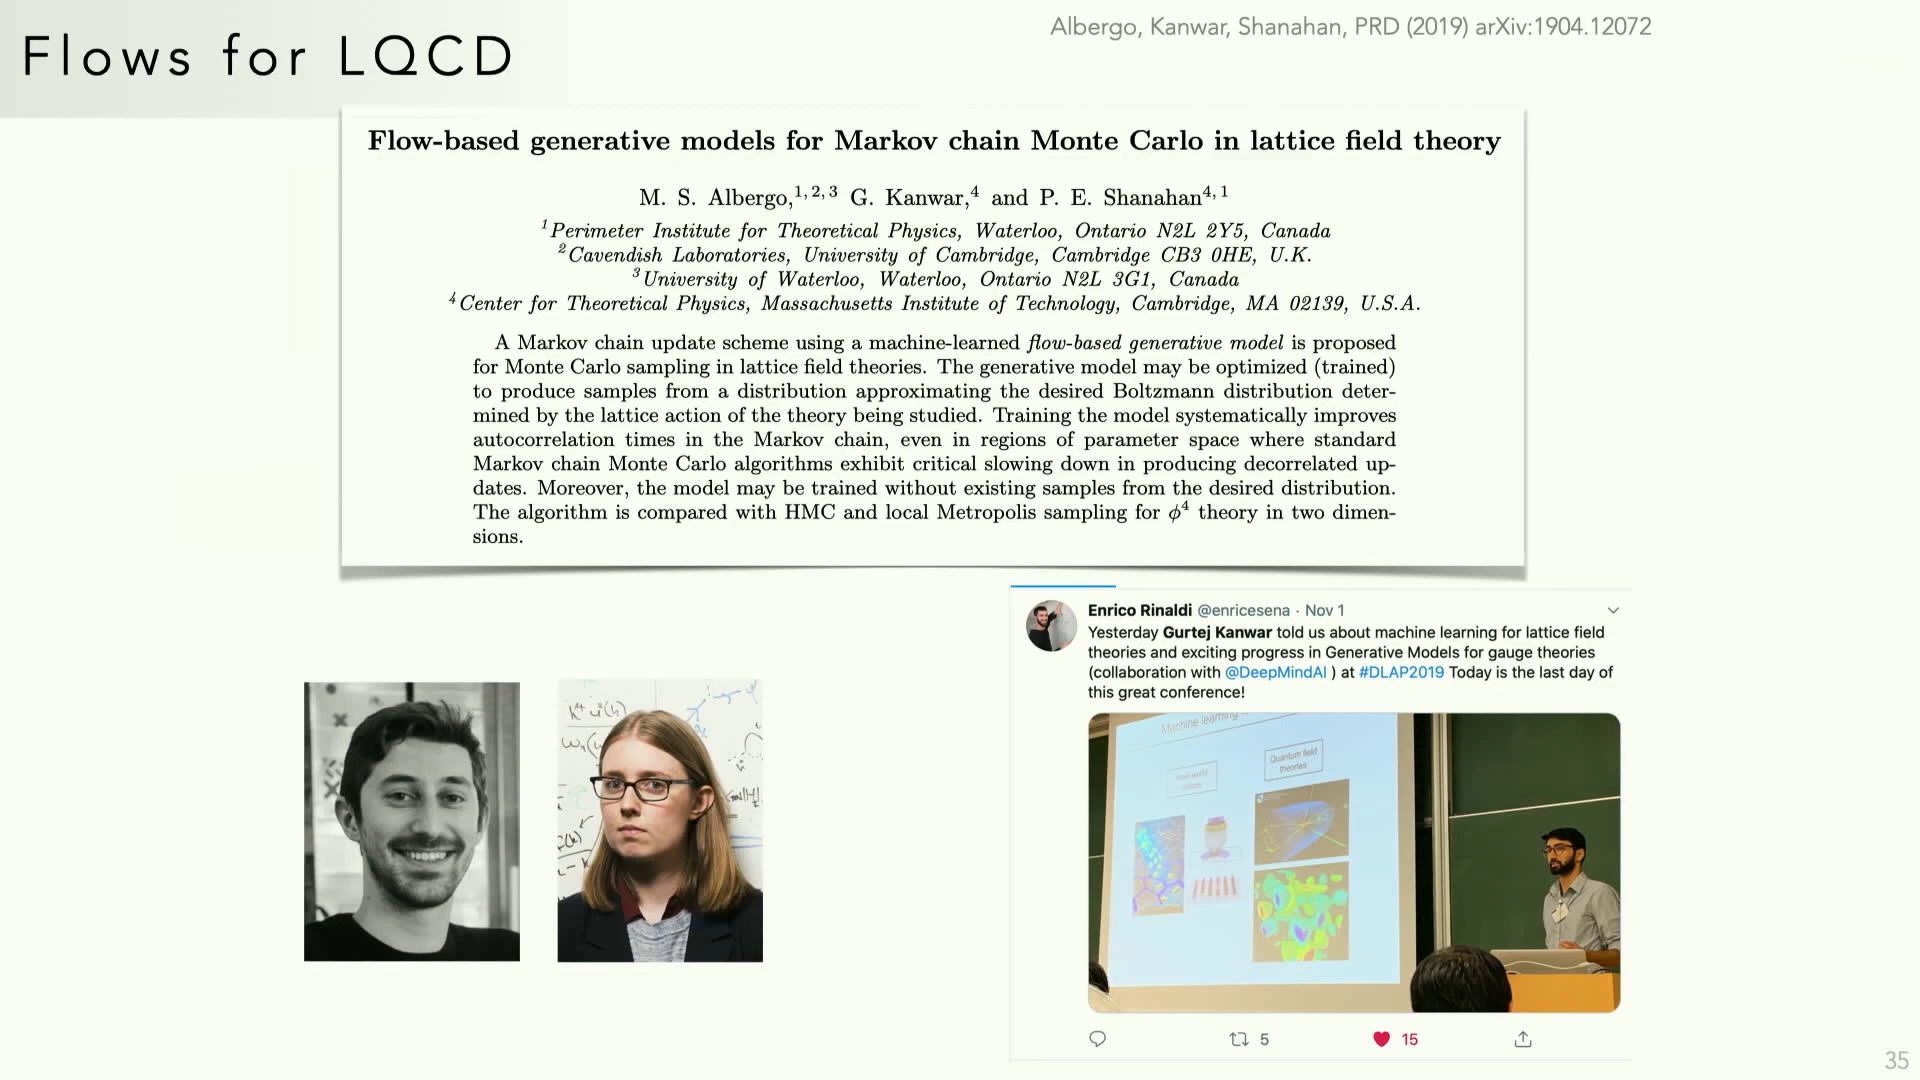 Flows for LQCD
Albergo, Kanwar, Shanahan, PRD (2019) arXiv:1904.12072
Flow-based generative models for Markov chain Monte Carlo in lattice field theory
M. S. Albergo,1,2,3 G. Kanwar,4 and P. E. Shanahan4,1
1Perimeter Institute for Theoretical Physics, Waterloo, Ontario N2L 2Y5, Canada
2Cavendish Laboratories, University of Cambridge, Cambridge CB3 0HE, U.K.
3University of Waterloo, Waterloo, Ontario N2L 3G1, Canada
4Center for Theoretical Physics, Massachusetts Institute of Technology, Cambridge, MA 02139, U.S.A.
A Markov chain update scheme using a machine-learned flow-based generative model is proposed
for Monte Carlo sampling in lattice field theories. The generative model may be optimized (trained)
to produce samples from a distribution approximating the desired Boltzmann distribution deter-
mined by the lattice action of the theory being studied. Training the model systematically improves
autocorrelation times in the Markov chain, even in regions of parameter space where standard
Markov chain Monte Carlo algorithms exhibit critical slowing down in producing decorrelated up-
dates. Moreover, the model may be trained without existing samples from the desired distribution.
The algorithm is compared with HMC and local Metropolis sampling for ϕ4 theory in two dimen-
sions.
Enrico Rinaldi @enricesena · Nov 1
Yesterday Gurtej Kanwar told us about machine learning for lattice field
theories and exciting progress in Generative Models for gauge theories
(collaboration with @DeepMindAI ) at #DLAP2019 Today is the last day of
this great conference!
Machine learning
Quantum field
theories
5
15
35